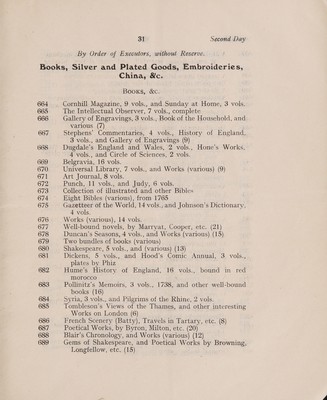 31
Second Day
By Order of Executors, without Reserve.
Books, Silver and Plated Goods, Embroideries,
China, &c.
Books, &c.
664 Cornhill Magazine, 9 vols., and Sunday at Home, 3 vols.
665 The Intellectual Observer, 7 vols., complete
666 Gallery of Engravings, 3 vols., Book of the Household, and
various (7)
667 Stephens' Commentaries, 4 vols., History of England,
3 vols., and Gallery of Engravings (9)
668 Dugdale's England and Wales, 2 vols., Hone's Works,
4 vols., and Circle of Sciences, 2 vols.
669 Belgravia, 16 vols.
670 Universal Library, 7 vols., and Works (various) (9)
671 Art Journal, 8 vols.
672 Punch, 11 vols., and Judy, 6 vols.
673 Collection of illustrated and other Bibles
674 Eight Bibles (various), from 1765
675 Gazetteer of the World, 14 vols., and Johnson's Dictionary,
4 vols.
676 Works (various), 14 vols.
677 Well-bound novels, by Marryat, Cooper, etc. (21)
678 Duncan's Seasons, 4 vols., and Works (various) (15)
679 Two bundles of books (various)
680 Shakespeare, 5 vols., and (various) (13)
681 Dickens, 5 vols., and Hood's Comic Annual, 3 vols.,
plates by Phiz
682 Hume's History of England, 16 vols., bound in red
morocco
683 Pollnitz's Memoirs, 3 vols., 1738, and other well-bound
books (16)
684 Syria, 3 vols., and Pilgrims of the Rhine, 2 vols.
685 Tombleson's Views of the Thames, and other interesting
Works on London (6)
686 French Scenery (Batty), Travels in Tartary, etc. (8)
687 Poetical Works, by Byron, Milton, etc. (20)
688 Blair's Chronology, and Works (various) (12)
689 Gems of Shakespeare, and Poetical Works by Browning,
Longfellow, etc. (15)